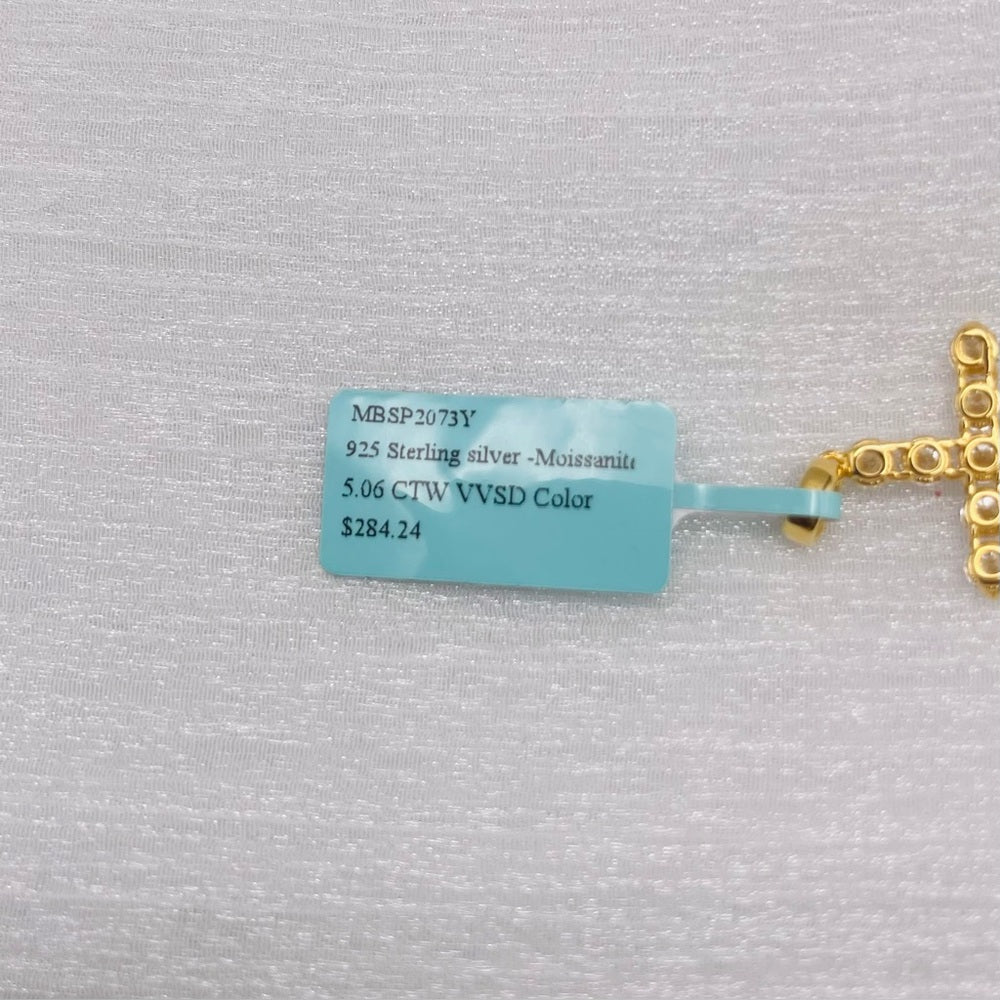 MBSP2073Y
925 Sterling silver -Moissanite
5.06 CTW VVSD Color
$284.24